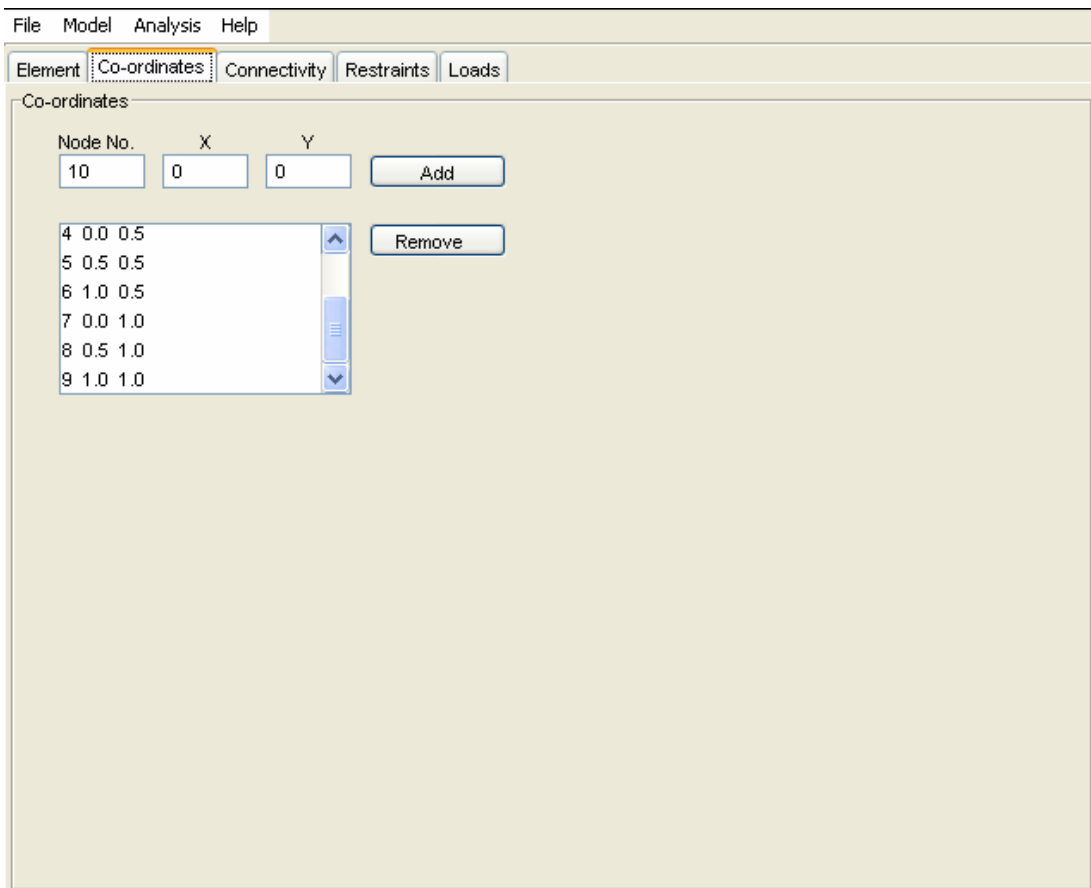 File Model Analysis Help
Element Co-ordinates Connectivity Restraints Loads
Co-ordinates
Node No. X Y
10 0 0 Add
4 0.0 0.5 Remove
5 0.5 0.5
6 1.0 0.5
7 0.0 1.0
8 0.5 1.0
9 1.0 1.0